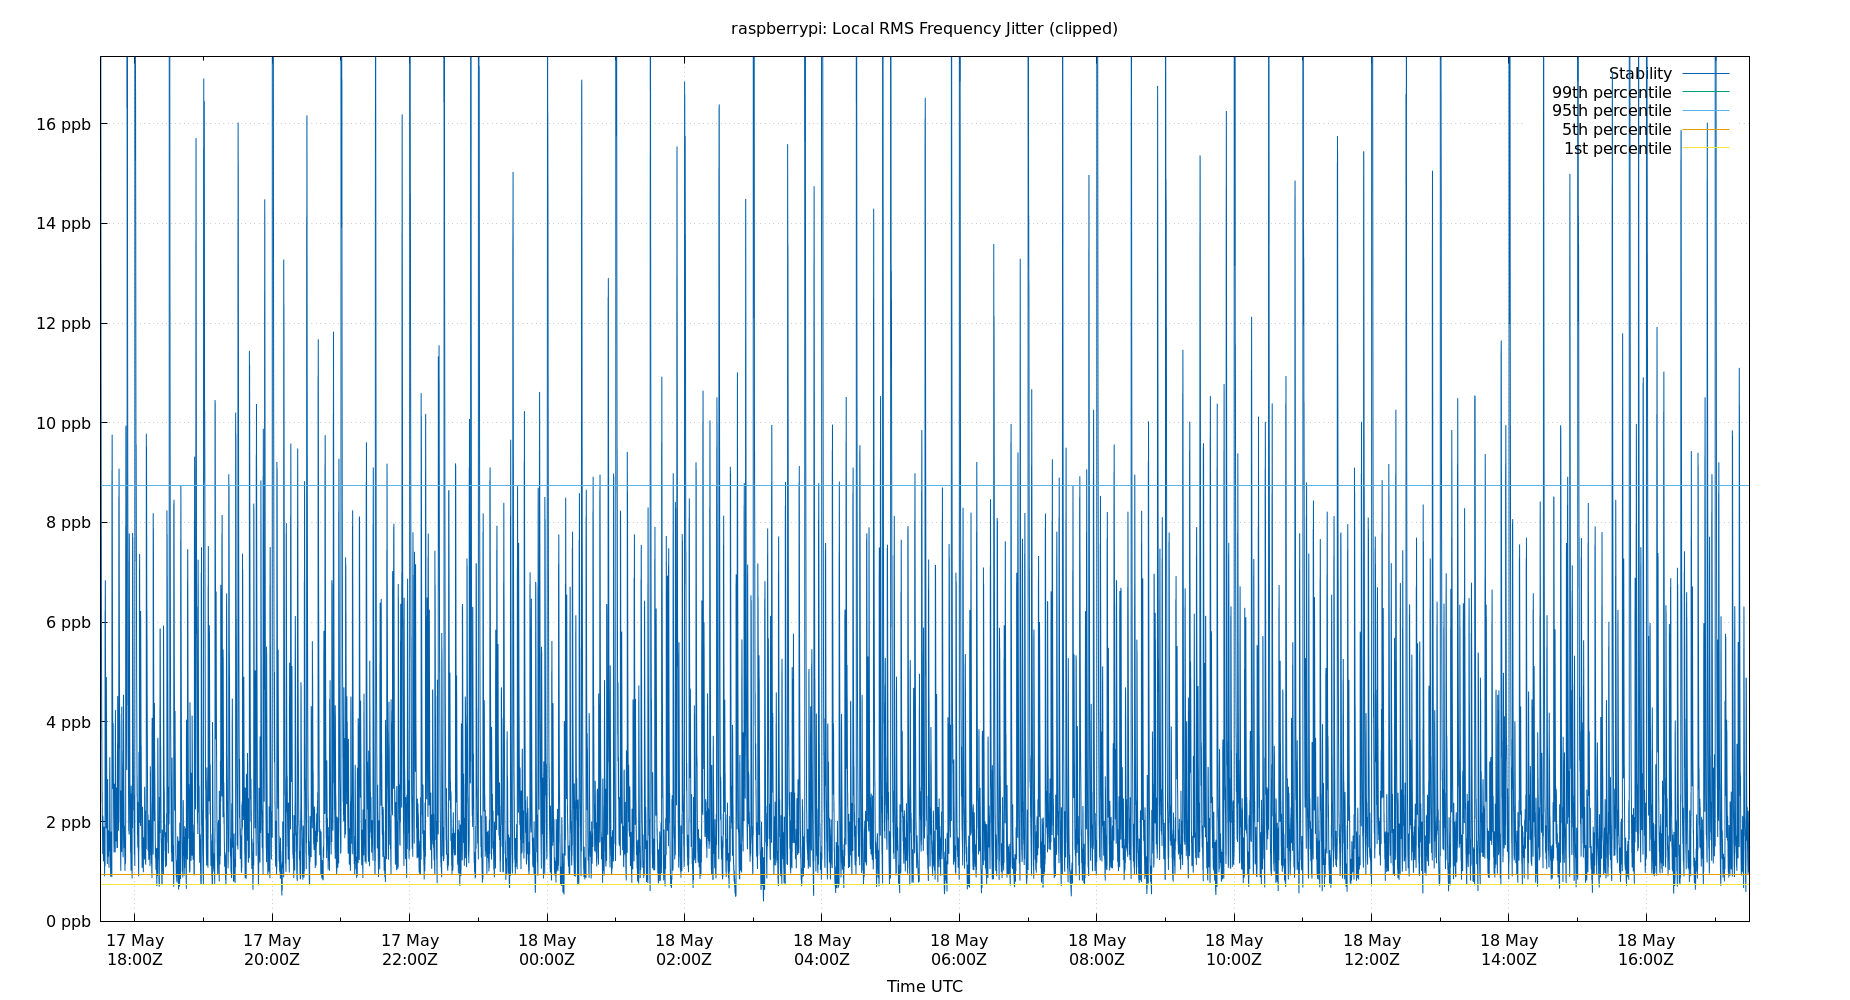 raspberrypi: Local RMS Frequency Jitter (clipped)
Stability
99th percentile
95th percentile
5th percentile
1st percentile
16 ppb
14 ppb
12 ppb
10 ppb
8 ppb
6 ppb
4 ppb
2 ppb
0 ppb
17 May 17 May 17 May 18 May 18 May 18 May 18 May 18 May 18 May 18 May 18 May 18 May
18:00Z 20:00Z 22:00Z 00:00Z 02:00Z 04:00Z 06:00Z 08:00Z 10:00Z 12:00Z 14:00Z 16:00Z
Time UTC